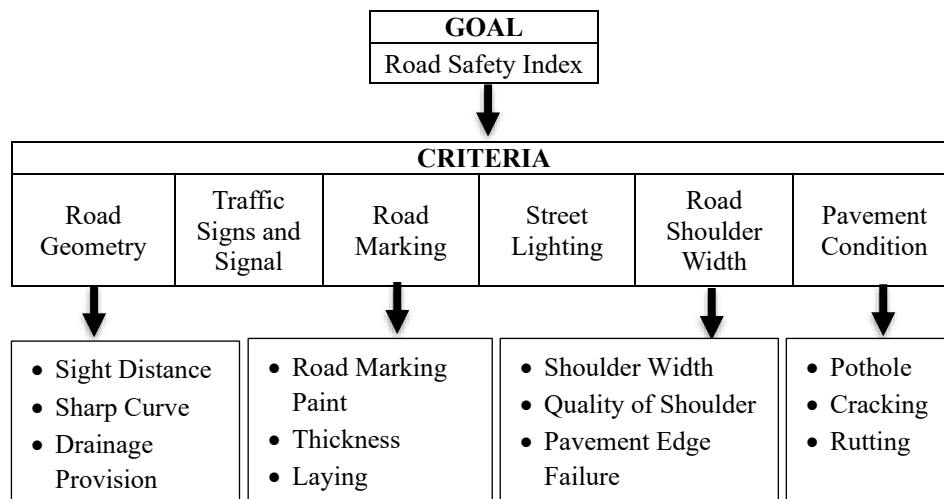 GOAL
Road Safety Index
CRITERIA
Road
Geometry
Traffic
Signs and
Signal
Road
Marking
Street
Lighting
Road
Shoulder
Width
Pavement
Condition
• Sight Distance
• Sharp Curve
• Drainage
Provision
• Road Marking
Paint
• Thickness
• Laying
• Shoulder Width
• Quality of Shoulder
• Pavement Edge
Failure
• Pothole
• Cracking
• Rutting